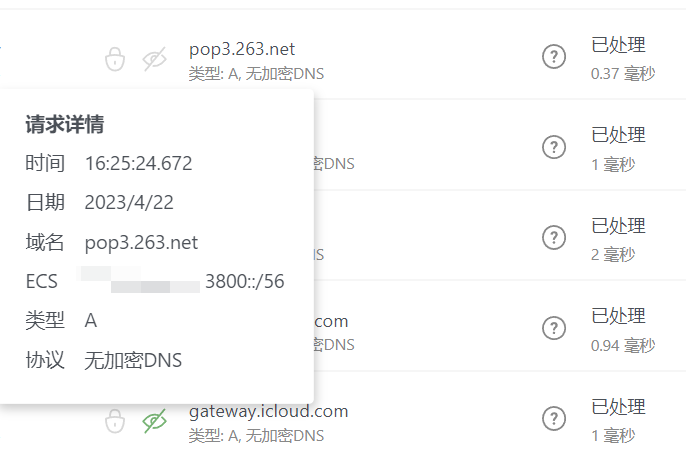 pop3.263.net
类型: A, 无加密DNS
已处理
0.37 毫秒
请求详情
时间 16:25:24.672
日期 2023/4/22
域名 pop3.263.net
ECS 3800::/56
类型 A
协议 无加密DNS
密DNS
已处理
1 毫秒
IS
已处理
2 毫秒
.com
密DNS
已处理
0.94 毫秒
gateway.icloud.com
类型: A, 无加密DNS
已处理
1 毫秒